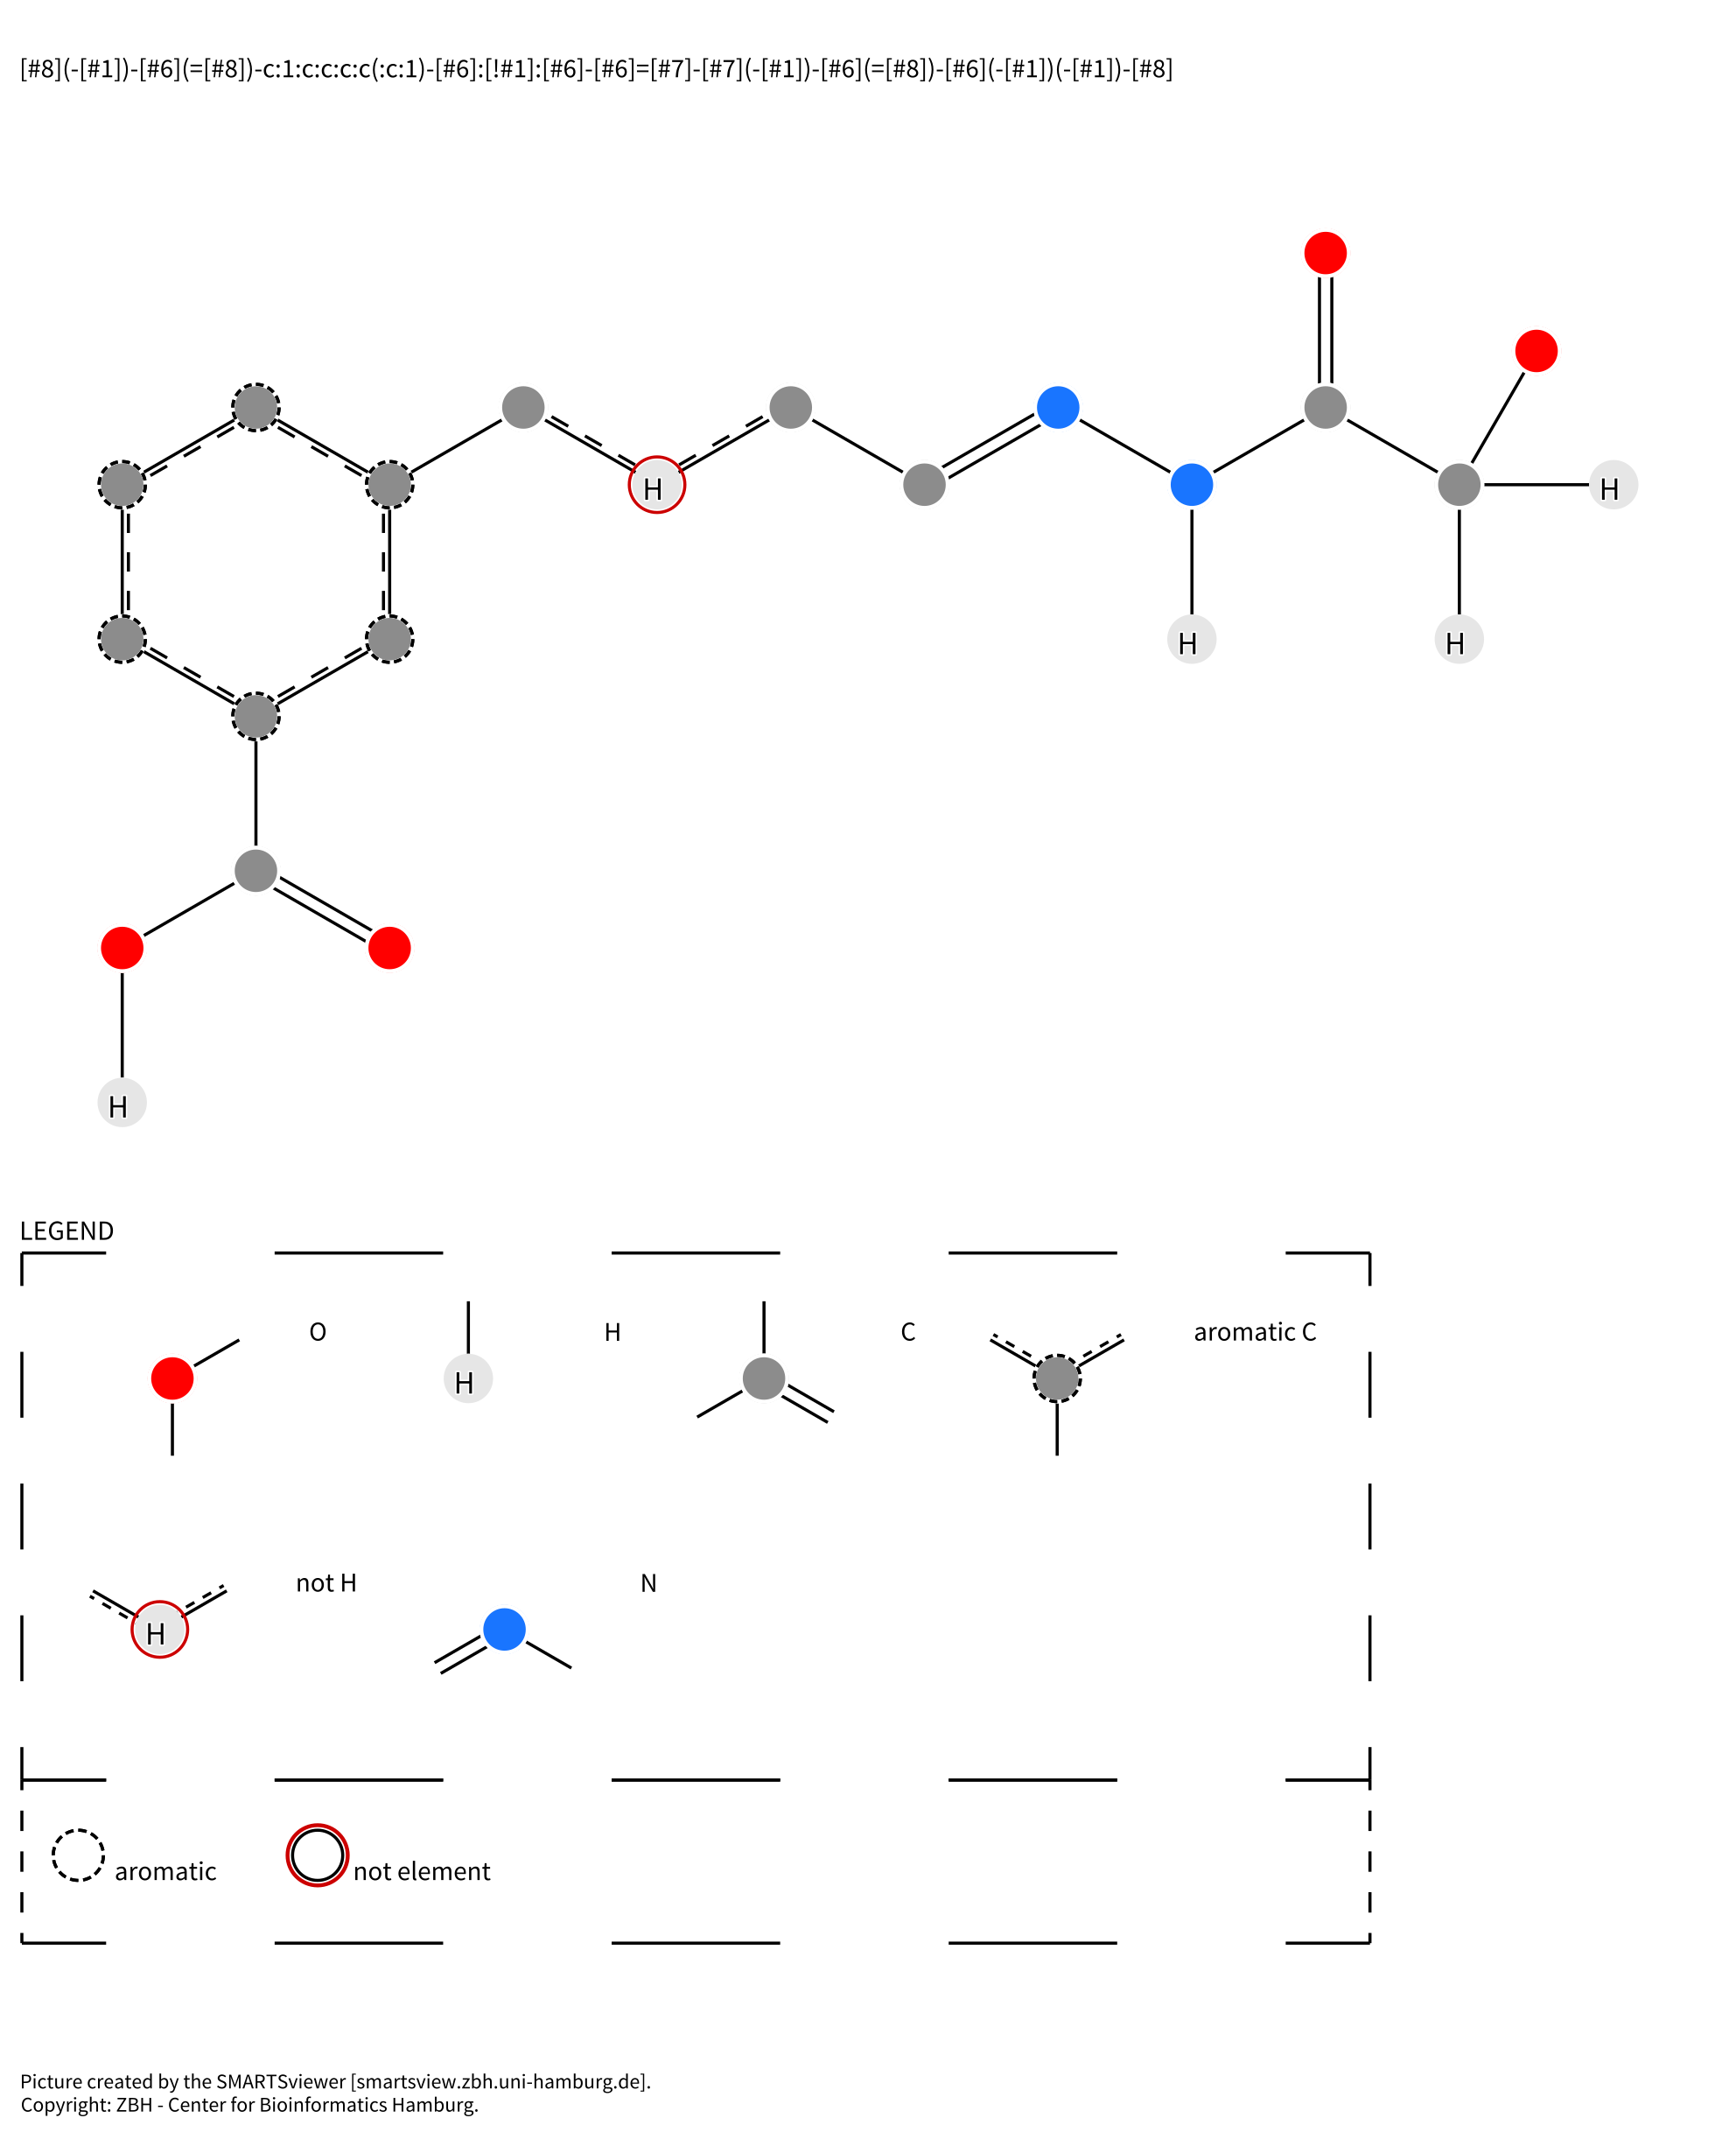 [#8](-[#1])-[#6](=[#8])-c:1:c:c:c:c(:c:1)-[#6]:[!#1]:[#6]-[#6]=[#7]-[#7](-[#1])-[#6](=[#8])-[#6](-[#1])(-[#1])-[#8]
H
H
H
H
H
LEGEND
O
H
C
aromatic C
H
not H
N
H
aromatic
not element
Picture created by the SMARTSviewer [smartsview.zbh.uni-hamburg.de].
Copyright: ZBH - Center for Bioinformatics Hamburg.